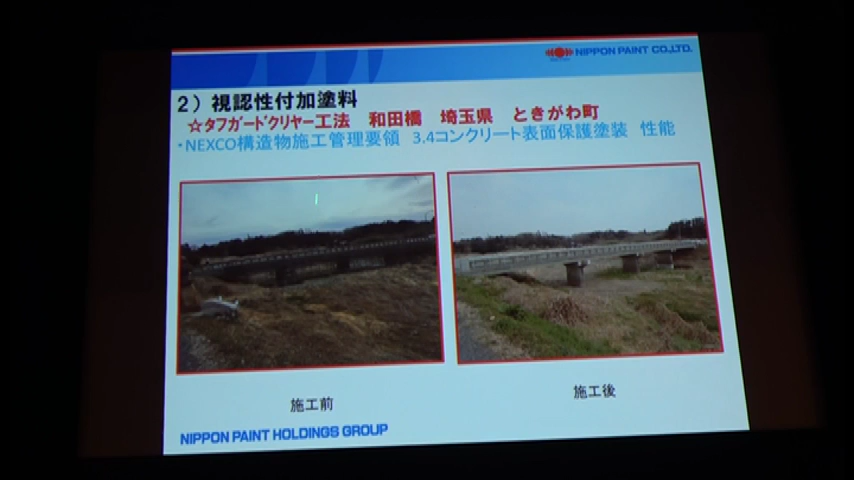 NIPPON PAINT CO.,LTD.
2）視認性付加塗料
☆タフガードクリヤー工法 和田橋 埼玉県 ときがわ町
・NEXCO構造物施工管理要領 3.4コンクリート表面保護塗装 性能
施工前
施工後
NIPPON PAINT HOLDINGS GROUP